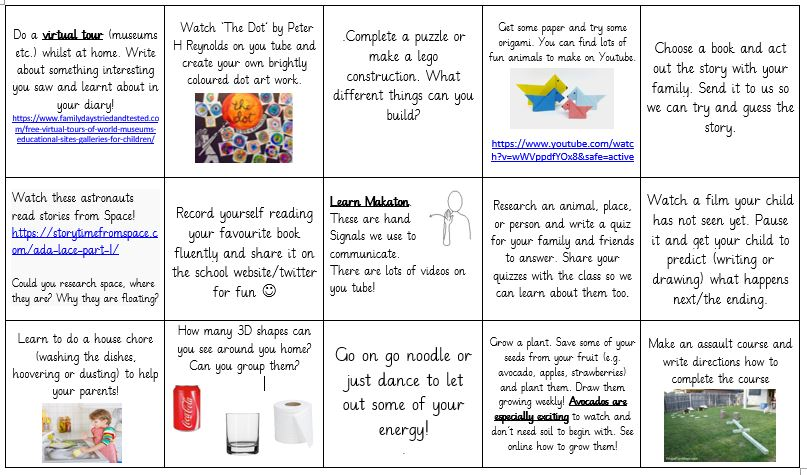 Do a virtual tour (museums
etc.) whilst at home. Write
about something interesting
you saw and learnt about in
your diary!
https://www.familydaystriedandtested.co
m/free-virtual-tours-of-world-museums-
educational-sites-galleries-for-children/
Watch 'The Dot' by Peter
H Reynolds on you tube and
create your own brightly
coloured dot art work.
the
dot
.Complete a puzzle or
make a lego
construction. What
different things can you
build?
Get some paper and try some
origami. You can find lots of
fun animals to make on Youtube.
https://www.youtube.com/watc
h?v=wWVppdfYOx8&safe=active
Choose a book and act
out the story with your
family. Send it to us so
we can try and guess the
story.
Watch these astronauts
read stories from Space!
https://storytimefromspace.c
om/ada-lace-part-1/
Could you research space, where
they are? Why they are floating?
Record yourself reading
your favourite book
fluently and share it on
the school website/twitter
for fun ☺
Learn Makaton.
These are hand
Signals we use to
communicate.
There are lots of videos on
you tube!
Research an animal, place,
or person and write a quiz
for your family and friends
to answer. Share your
quizzes with the class so we
can learn about them too.
Watch a film your child
has not seen yet. Pause
it and get your child to
predict (writing or
drawing) what happens
next/the ending.
Learn to do a house chore
(washing the dishes,
hoovering or dusting) to help
your parents!
How many 3D shapes can
you see around you home?
Can you group them?
Coca-Cola
Go on go noodle or
just dance to let
out some of your
energy!
.
Grow a plant. Save some of your
seeds from your fruit (e.g.
avocado, apples, strawberries)
and plant them. Draw them
growing weekly! Avocados are
especially exciting to watch and
don't need soil to begin with. See
online how to grow them!
Make an assault course and
write directions how to
complete the course